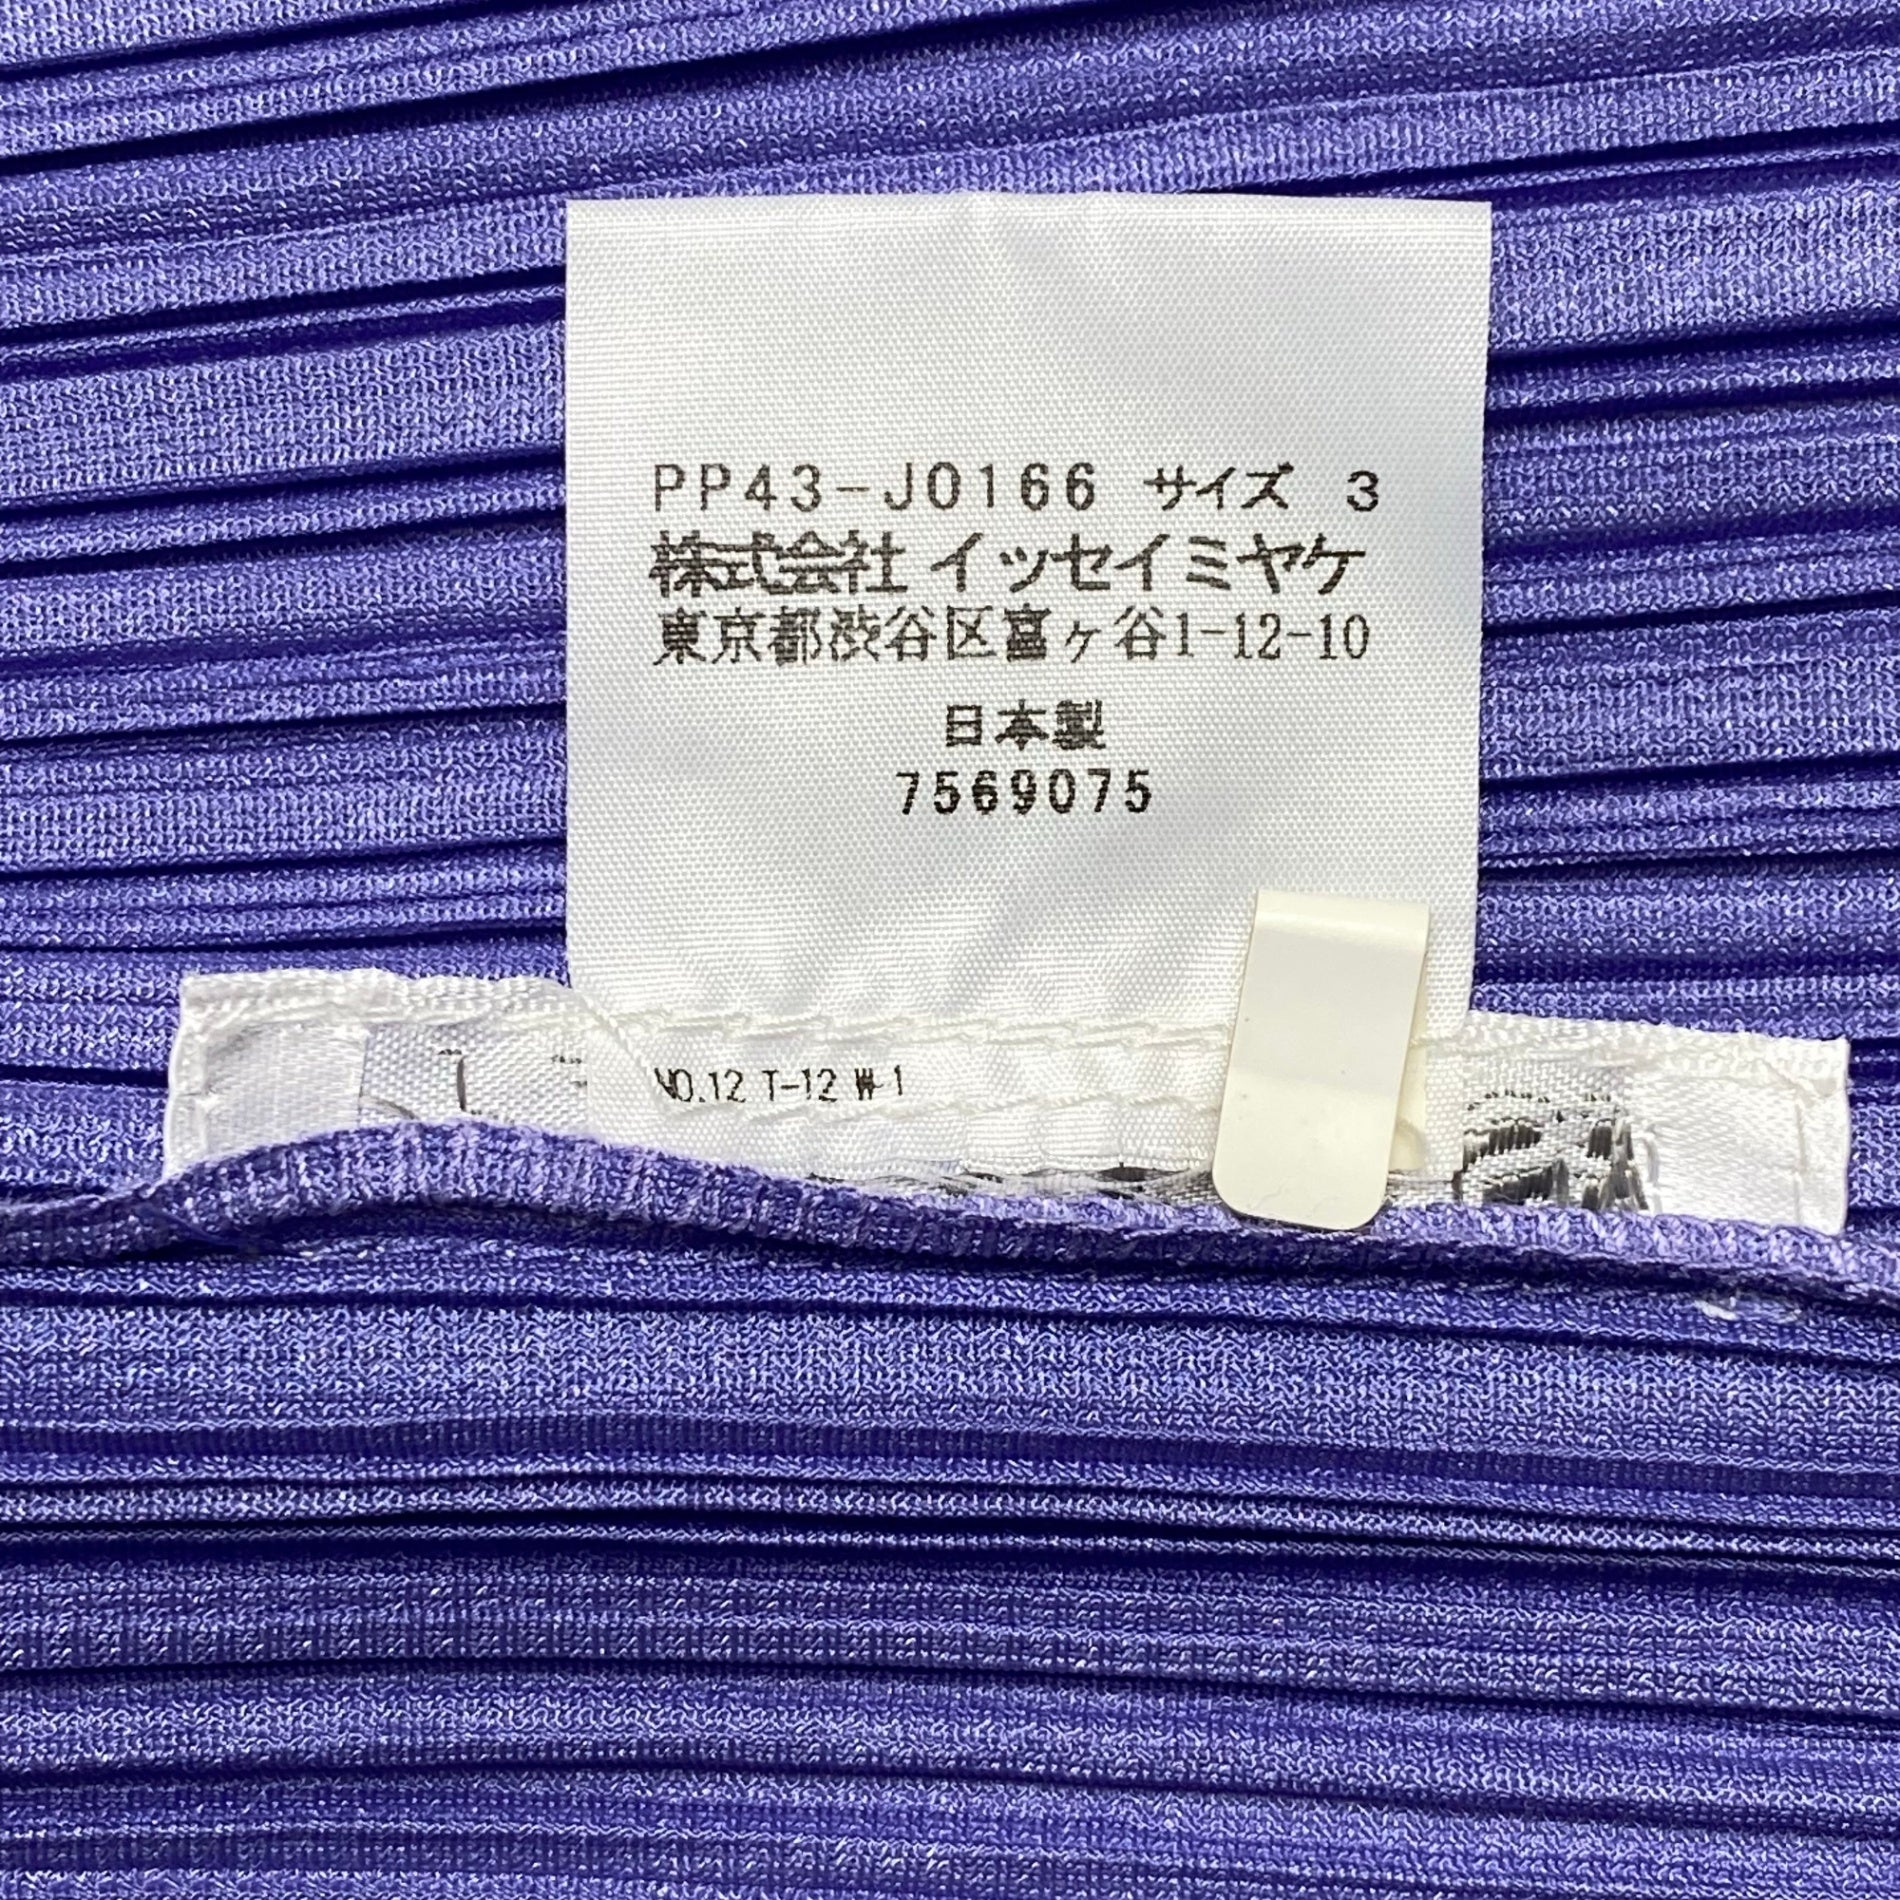 PP43-J0166 サイズ 3
株式会社 イッセイミヤケ
東京都渋谷区富ヶ谷1-12-10
日本製
7569075
NO.12 T-12 W-1